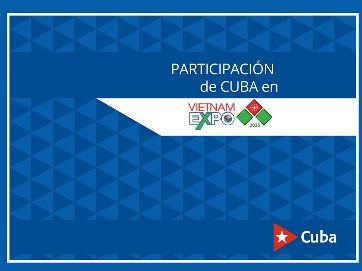 PARTICIPACIÓN
de CUBA en
VIETNAM
EXPO
Cuba